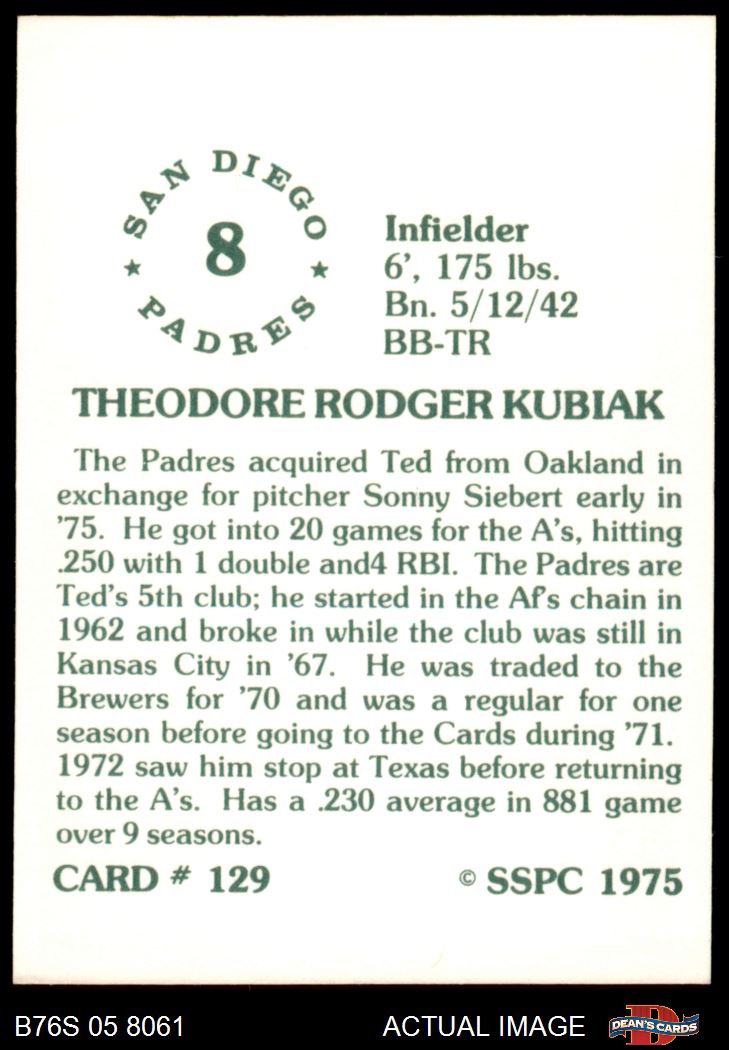 SAN DIEGO
8
PADRES
Infielder
6', 175 lbs.
Bn. 5/12/42
BB-TR
THEODORE RODGER KUBIAK
The Padres acquired Ted from Oakland in
exchange for pitcher Sonny Siebert early in
'75. He got into 20 games for the A's, hitting
.250 with 1 double and4 RBI. The Padres are
Ted's 5th club; he started in the Af's chain in
1962 and broke in while the club was still in
Kansas City in '67. He was traded to the
Brewers for '70 and was a regular for one
season before going to the Cards during '71.
1972 saw him stop at Texas before returning
to the A's. Has a .230 average in 881 game
over 9 seasons.
CARD # 129 © SSPC 1975
B76S 05 8061 ACTUAL IMAGE D DEAN'S CARDS